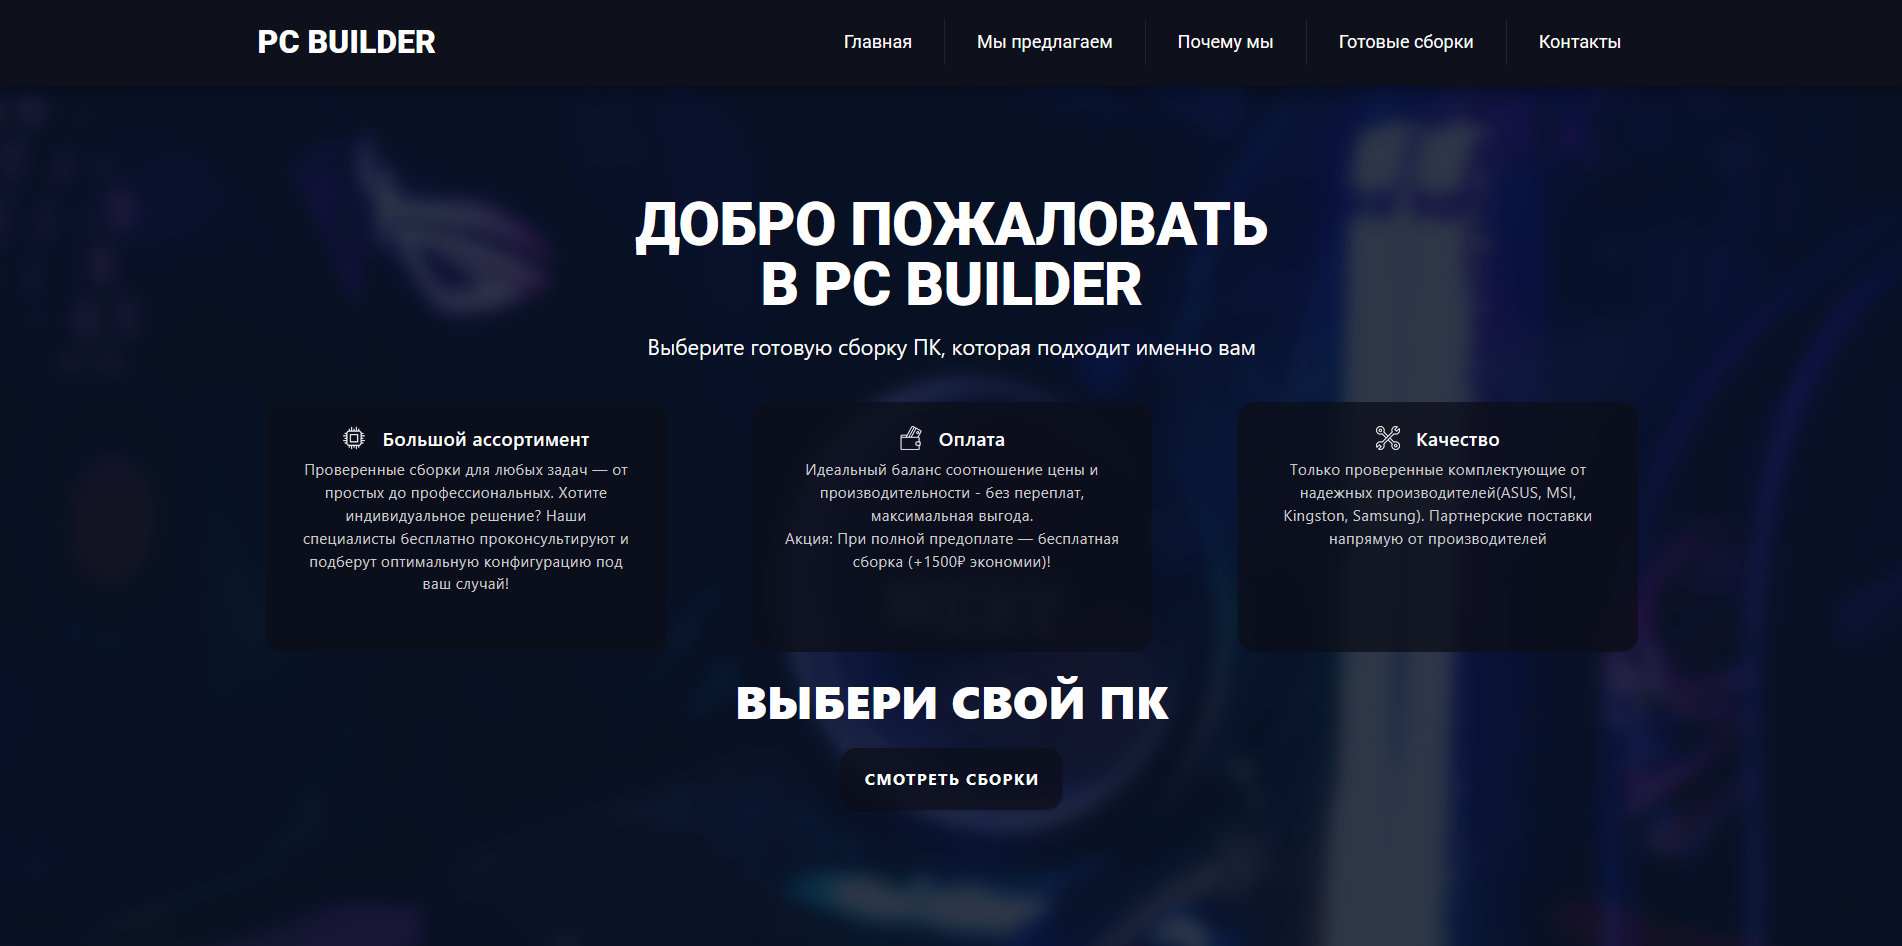 PC BUILDER
Главная
Мы предлагаем
Почему мы
Готовые сборки
Контакты
ДОБРО ПОЖАЛОВАТЬ
В PC BUILDER
Выберите готовую сборку ПК, которая подходит именно вам
Большой ассортимент
Проверенные сборки для любых задач — от
простых до профессиональных. Хотите
индивидуальное решение? Наши
специалисты бесплатно проконсультируют и
подберут оптимальную конфигурацию под
ваш случай!
Оплата
Идеальный баланс соотношение цены и
производительности - без переплат,
максимальная выгода.
Акция: При полной предоплате — бесплатная
сборка (+1500₽ экономии)!
Качество
Только проверенные комплектующие от
надежных производителей(ASUS, MSI,
Kingston, Samsung). Партнерские поставки
напрямую от производителей
ВЫБЕРИ СВОЙ ПК
СМОТРЕТЬ СБОРКИ